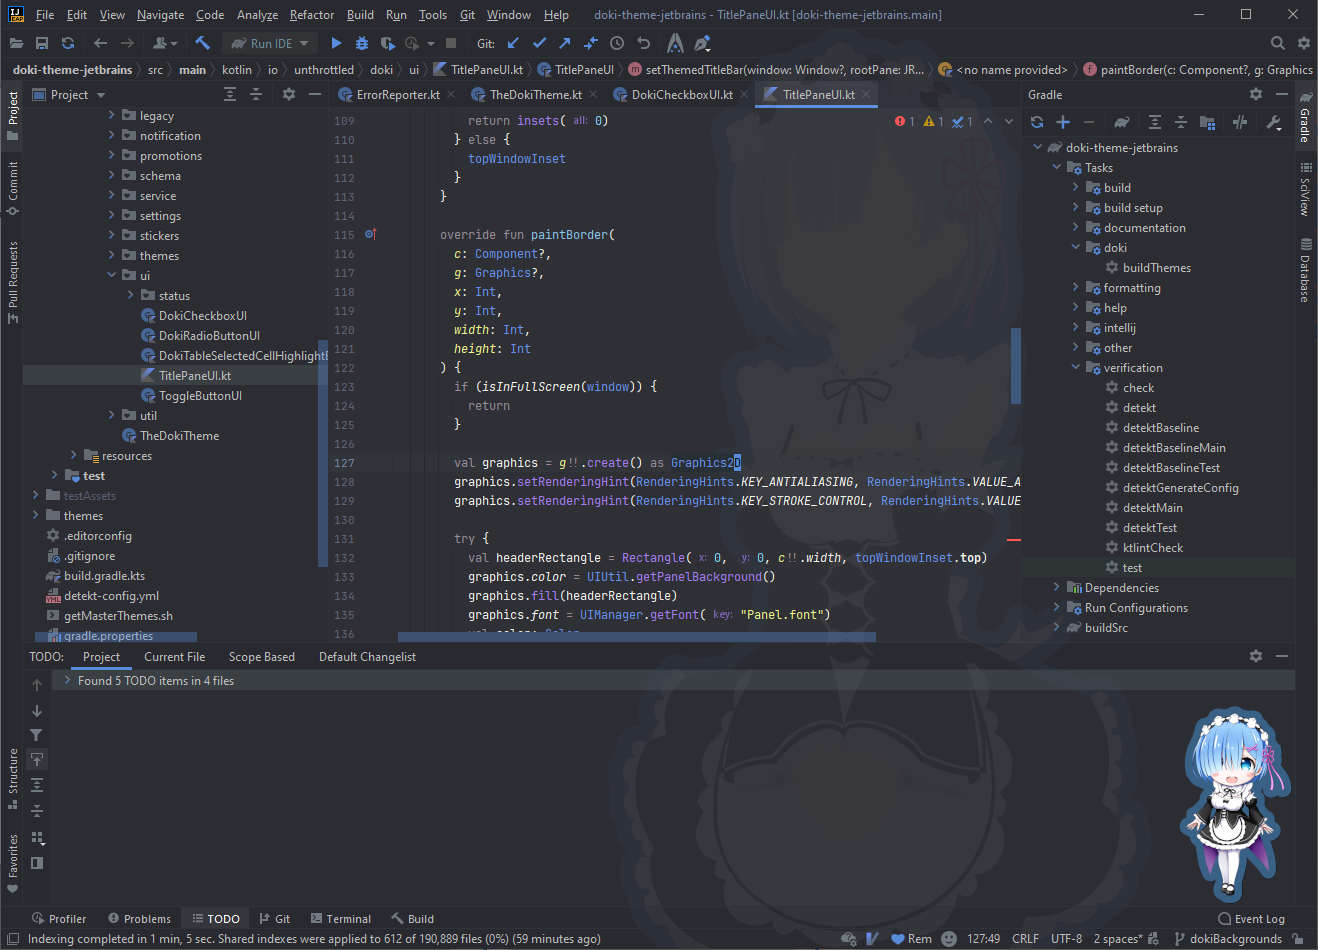 IJ
EAP
File Edit View Navigate Code Analyze Refactor Build Run Tools Git Window Help doki-theme-jetbrains - TitlePaneUI.kt [doki-theme-jetbrains.main]
Run IDE
Git:
doki-theme-jetbrains src main kotlin io unthrottled doki ui TitlePaneUI.kt TitlePaneUI setThemedTitleBar(window: Window?, rootPane: JR... <no name provided> paintBorder(c: Component?, g: Graphics
Project
Commit
Pull Requests
Structure
Favorites
Project
legacy
notification
promotions
schema
service
settings
stickers
themes
ui
status
DokiCheckboxUI
DokiRadioButtonUI
DokiTableSelectedCellHighlightB
TitlePaneUI.kt
ToggleButtonUI
util
TheDokiTheme
resources
test
testAssets
themes
.editorconfig
.gitignore
build.gradle.kts
detekt-config.yml
getMasterThemes.sh
gradle.properties
ErrorReporter.kt TheDokiTheme.kt DokiCheckboxUI.kt TitlePaneUI.kt
1 1 1
109 return insets( all: 0)
110 } else {
111 topWindowInset
112 }
113 }
114
115 override fun paintBorder(
116 c: Component?,
117 g: Graphics?,
118 x: Int,
119 y: Int,
120 width: Int,
121 height: Int
122 ) {
123 if (isInFullScreen(window)) {
124 return
125 }
126
127 val graphics = g!!.create() as Graphics2D
128 graphics.setRenderingHint(RenderingHints.KEY_ANTIALIASING, RenderingHints.VALUE_A
129 graphics.setRenderingHint(RenderingHints.KEY_STROKE_CONTROL, RenderingHints.VALUE
130
131 try {
132 val headerRectangle = Rectangle( x: 0, y: 0, c!!.width, topWindowInset.top)
133 graphics.color = UIUtil.getPanelBackground()
134 graphics.fill(headerRectangle)
135 graphics.font = UIManager.getFont( key: "Panel.font")
136 val color: Color
Gradle
doki-theme-jetbrains
Tasks
build
build setup
documentation
doki
buildThemes
formatting
help
intellij
other
verification
check
detekt
detektBaseline
detektBaselineMain
detektBaselineTest
detektGenerateConfig
detektMain
detektTest
ktlintCheck
test
Dependencies
Run Configurations
buildSrc
Gradle
SciView
Database
TODO: Project Current File Scope Based Default Changelist
Found 5 TODO items in 4 files
Profiler Problems TODO Git Terminal Build Event Log
Indexing completed in 1 min, 5 sec. Shared indexes were applied to 612 of 190,889 files (0%) (59 minutes ago) Rem 127:49 CRLF UTF-8 2 spaces* dokiBackgrounds